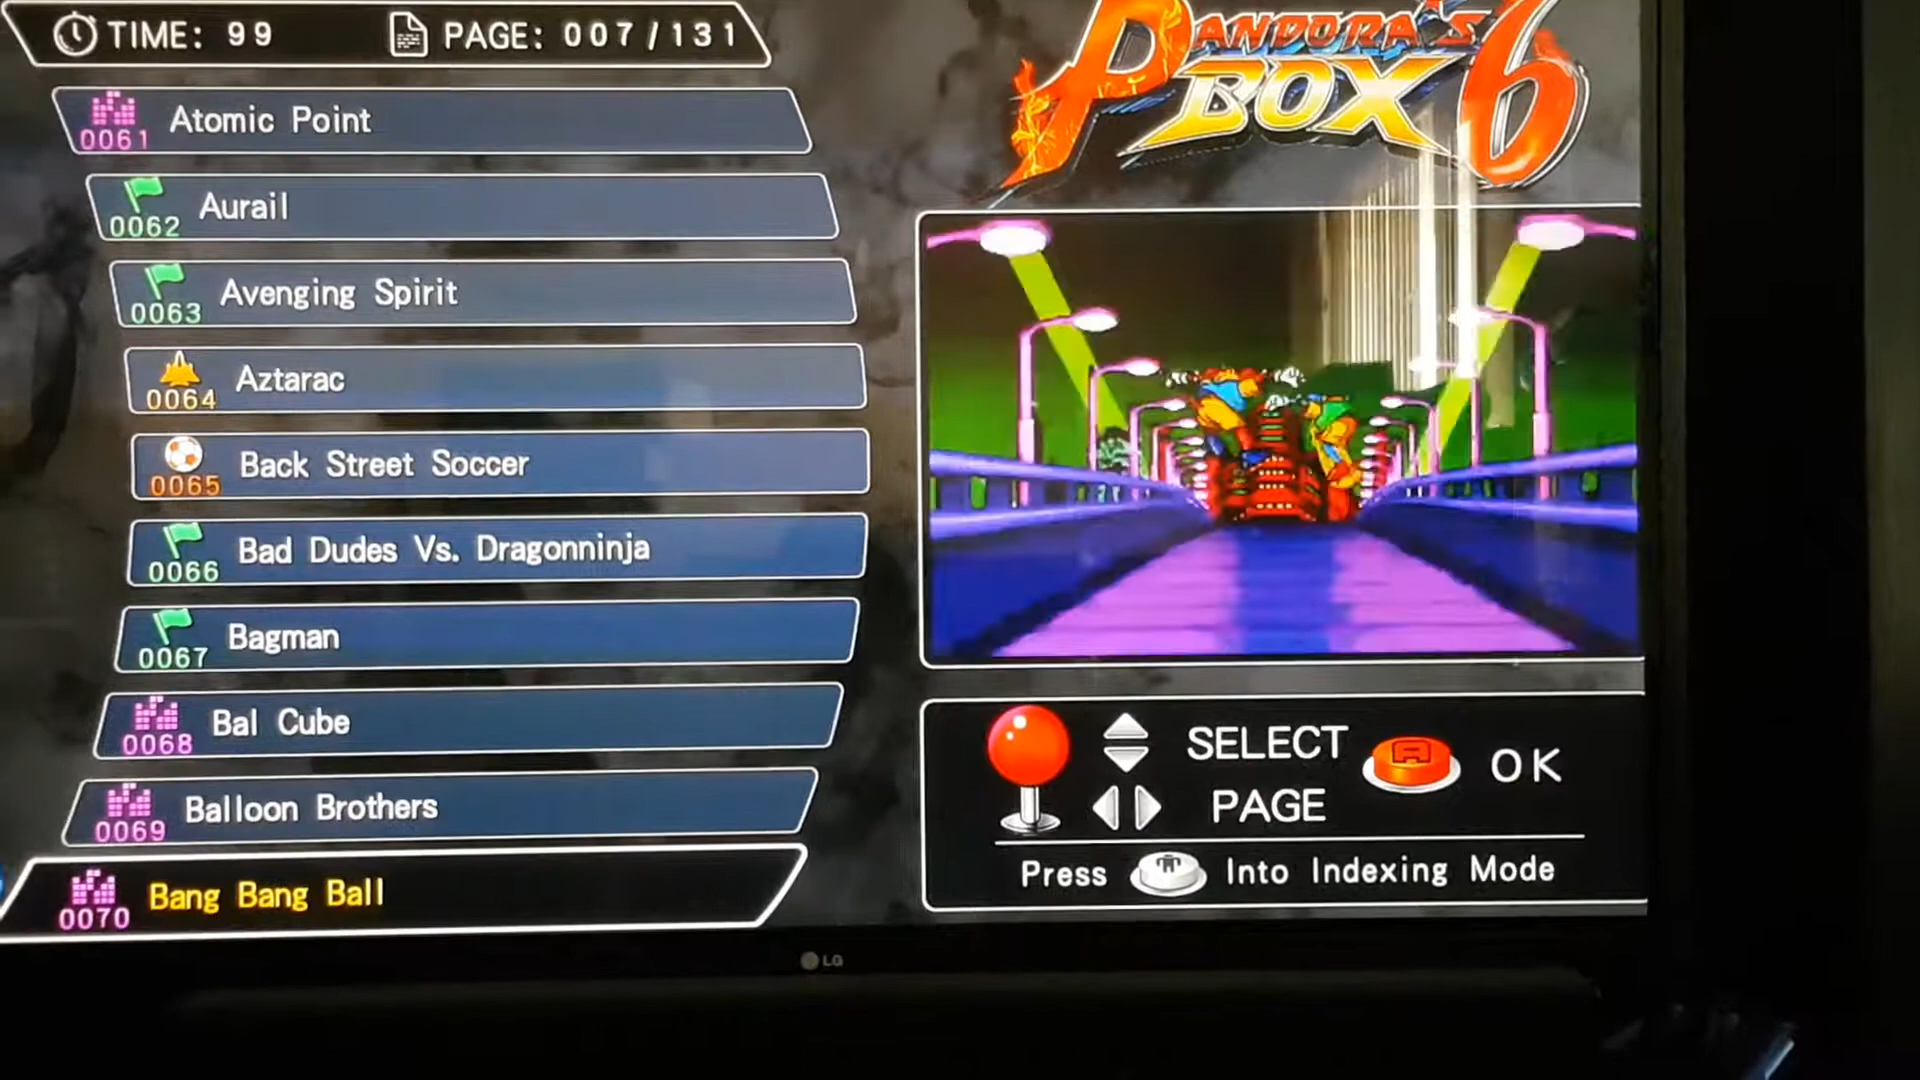 TIME: 99
PAGE: 007/131
PANDORA'S
BOX 6
0061 Atomic Point
0062 Aurail
0063 Avenging Spirit
0064 Aztarac
0065 Back Street Soccer
0066 Bad Dudes Vs. Dragonninja
0067 Bagman
0068 Bal Cube
0069 Balloon Brothers
0070 Bang Bang Ball
SELECT
A OK
PAGE
Press Into Indexing Mode
LG